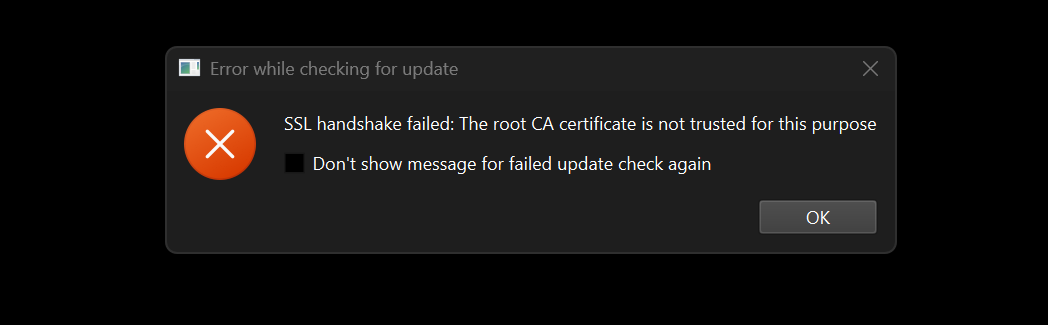 Error while checking for update
SSL handshake failed: The root CA certificate is not trusted for this purpose
Don't show message for failed update check again
OK